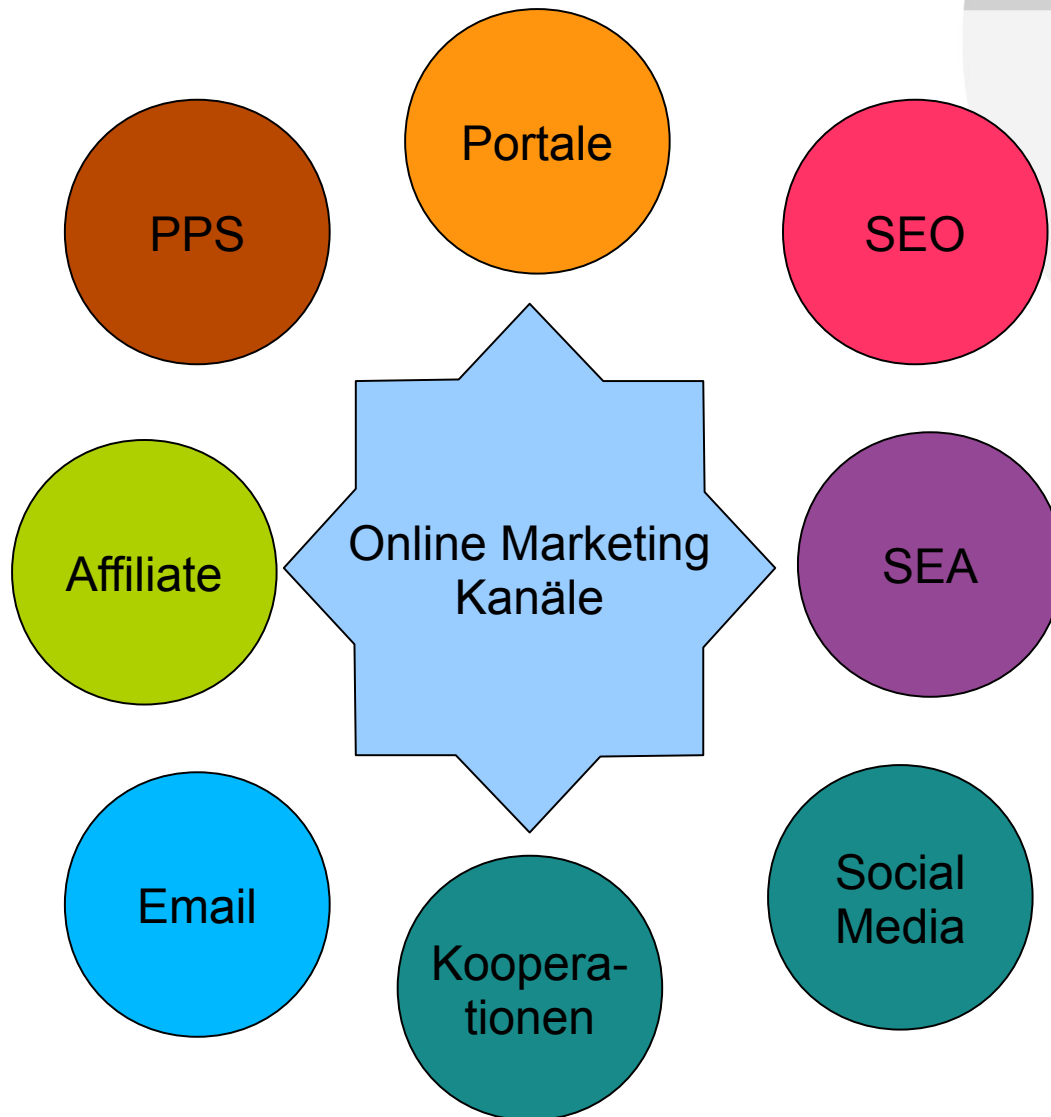 Portale
PPS
SEO
Online Marketing
Kanäle
Affiliate
SEA
Social
Media
Email
Koopera-
tionen